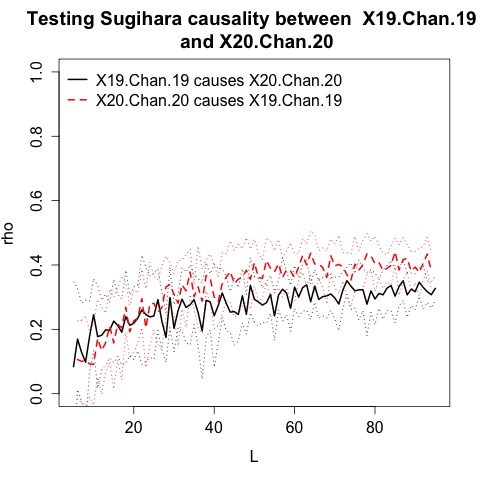 Testing Sugihara causality between X19.Chan.19
and X20.Chan.20
X19.Chan.19 causes X20.Chan.20
X20.Chan.20 causes X19.Chan.19
rho
1.0
0.8
0.6
0.4
0.2
0.0
20 40 60 80
L